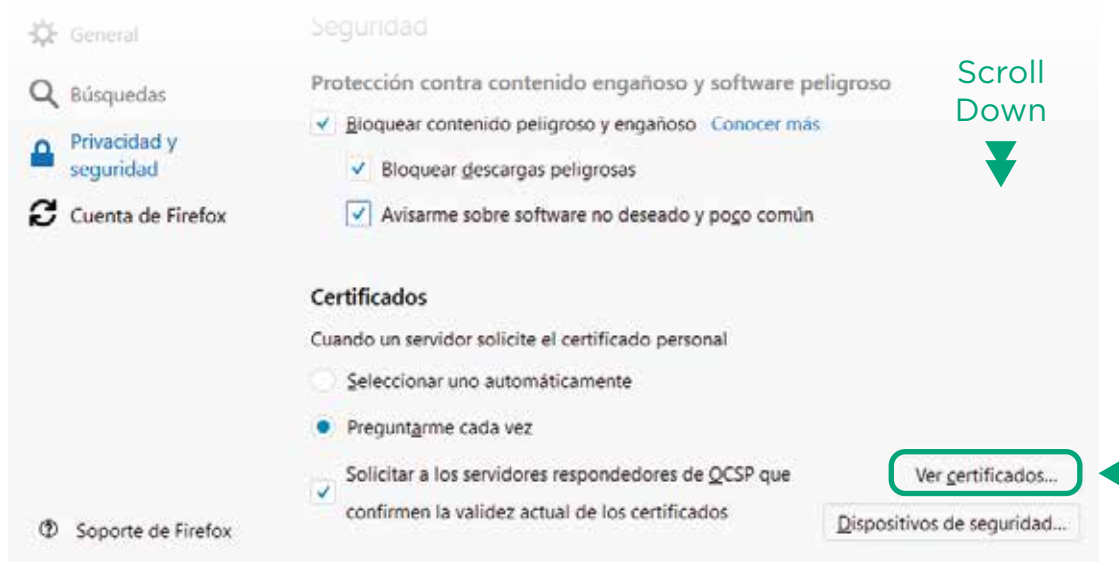 General
Búsquedas
Privacidad y
seguridad
Cuenta de Firefox
Soporte de Firefox
Seguridad
Protección contra contenido engañoso y software peligroso
Bloquear contenido peligroso y engañoso Conocer más
Bloquear descargas peligrosas
Avisarme sobre software no deseado y poco común
Certificados
Cuando un servidor solicite el certificado personal
Seleccionar uno automáticamente
Preguntarme cada vez
Solicitar a los servidores respondedores de OCSP que
confirmen la validez actual de los certificados
Ver certificados...
Dispositivos de seguridad...
Scroll
Down